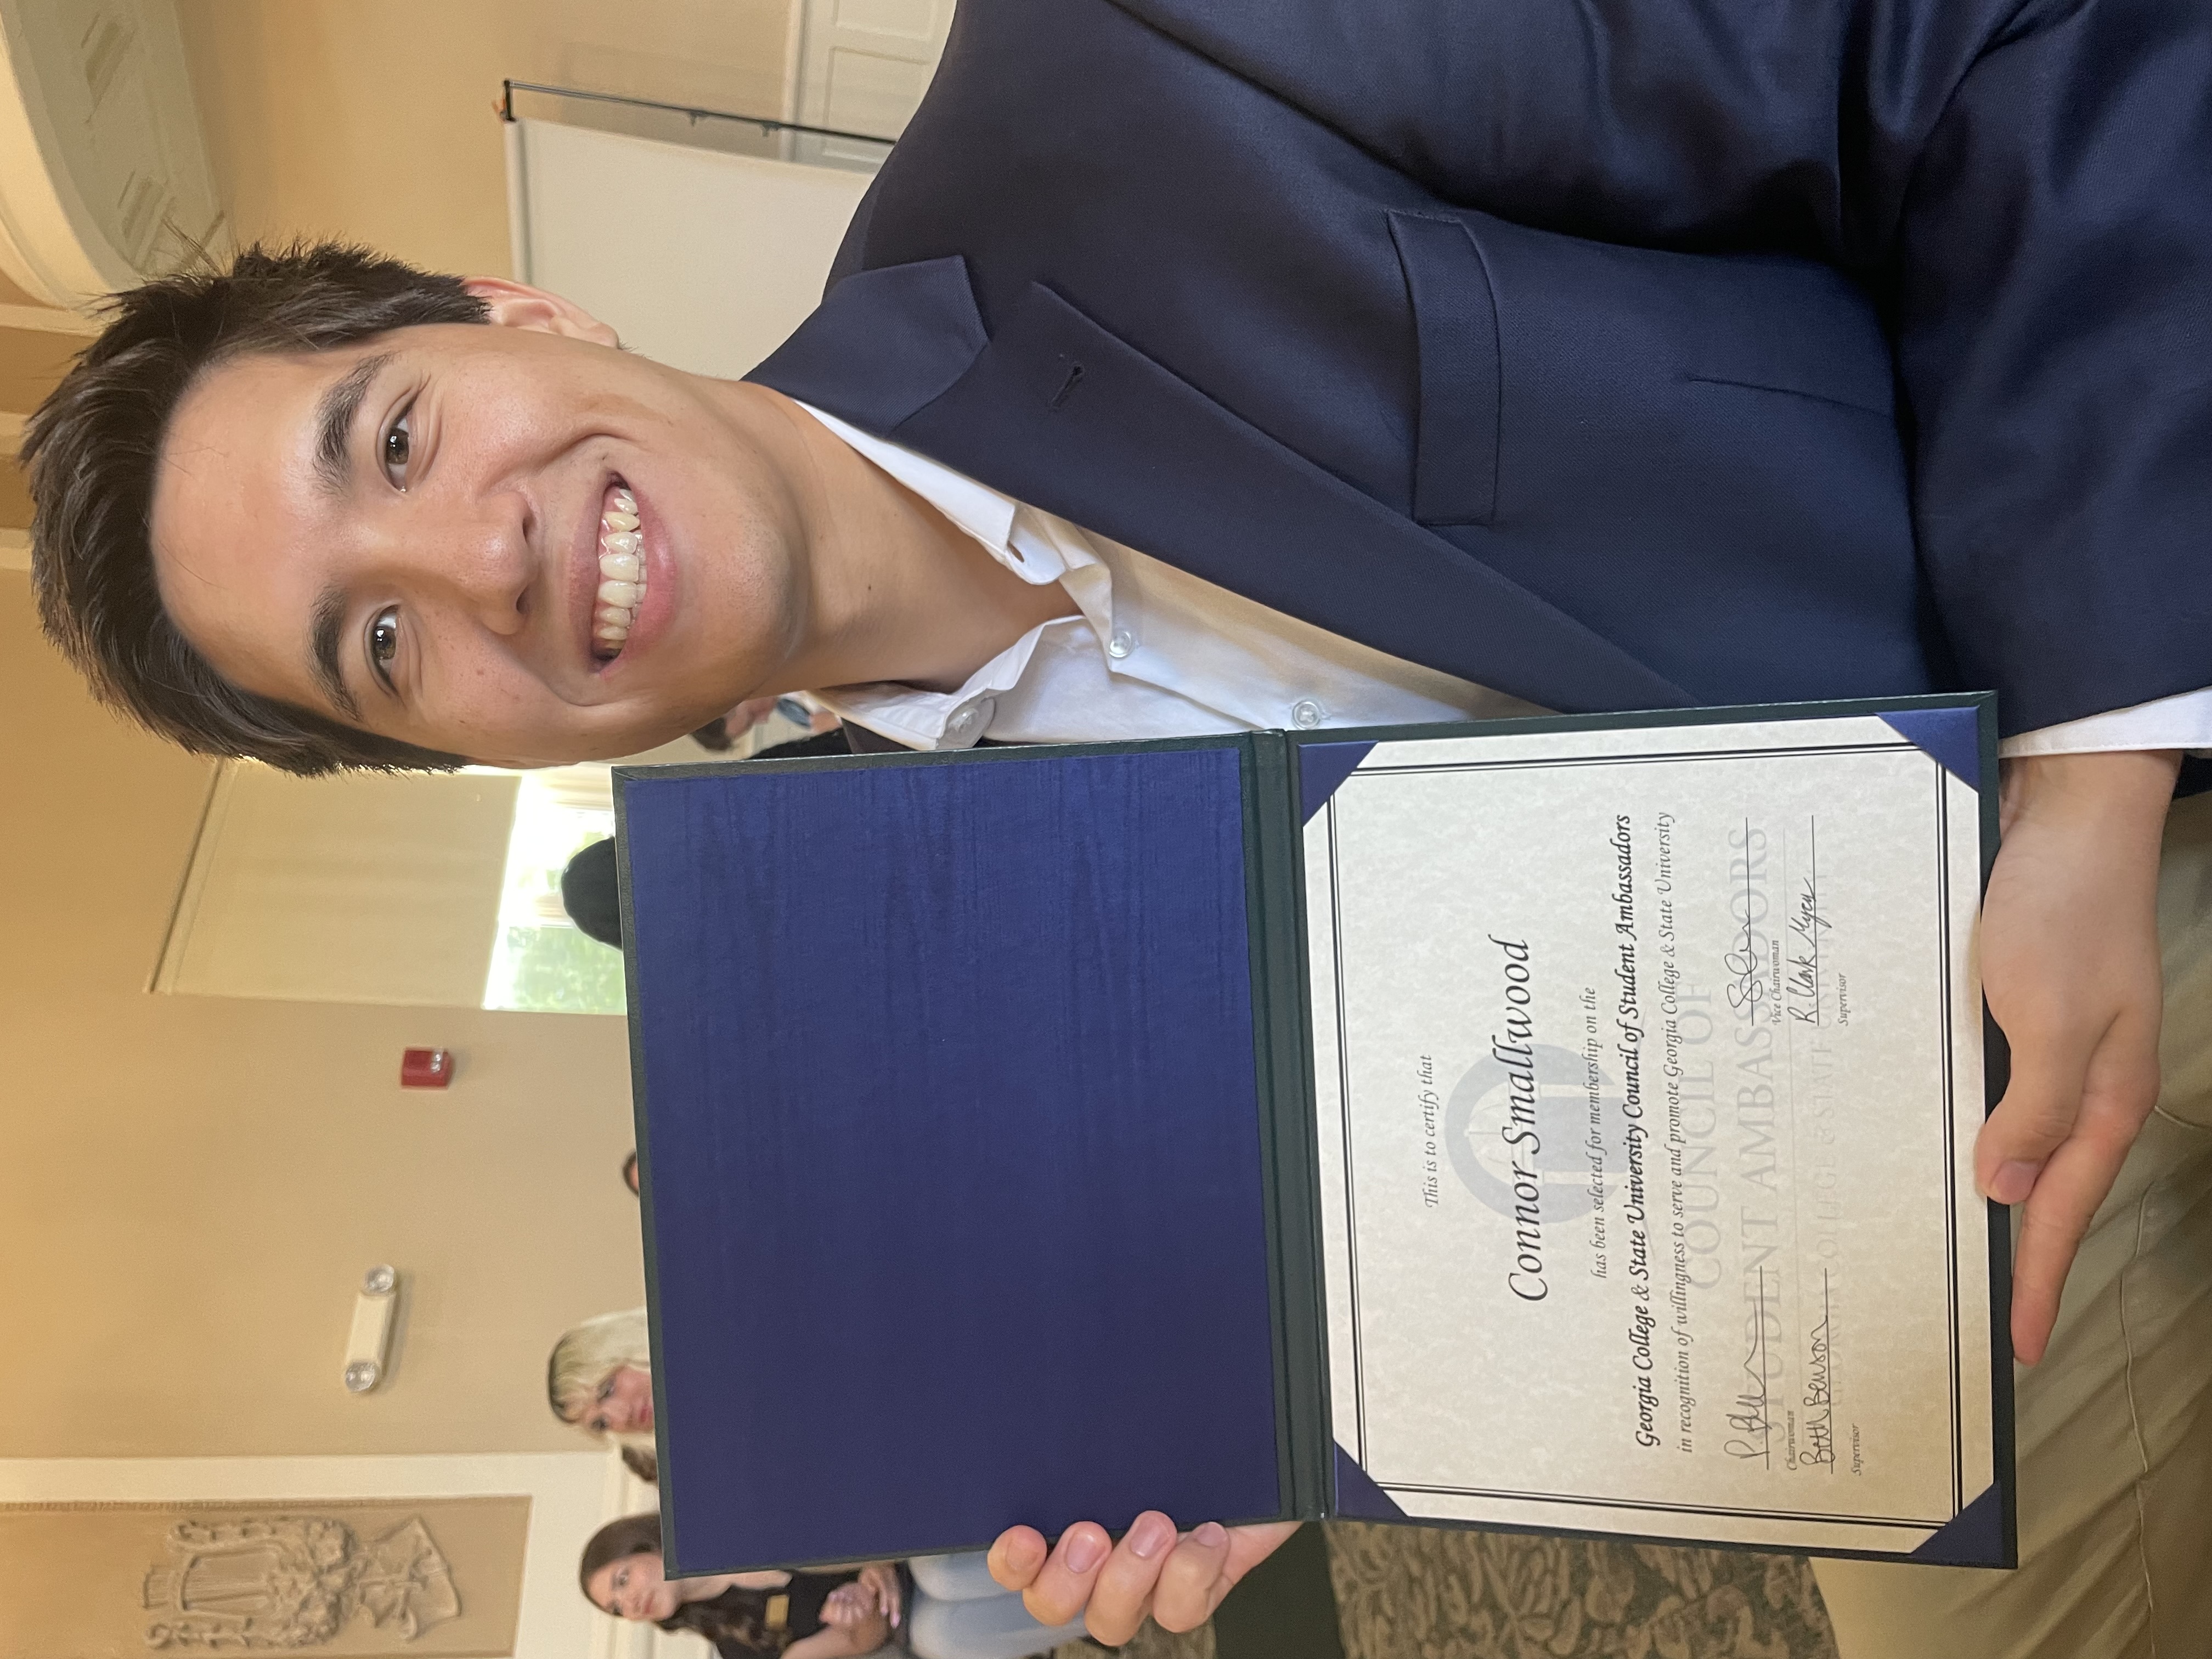 This is to certify that
Connor Smallwood
has been selected for membership on the
Georgia College & State University Council of Student Ambassadors
in recognition of willingness to serve and promote Georgia College & State University
COUNCIL OF
STUDENT AMBASSADORS
GEORGIA COLLEGE & STATE UNIVERSITY
Chairwoman
Vice Chairwoman
Beth Benson
R. Clark Myers
Supervisor
Supervisor